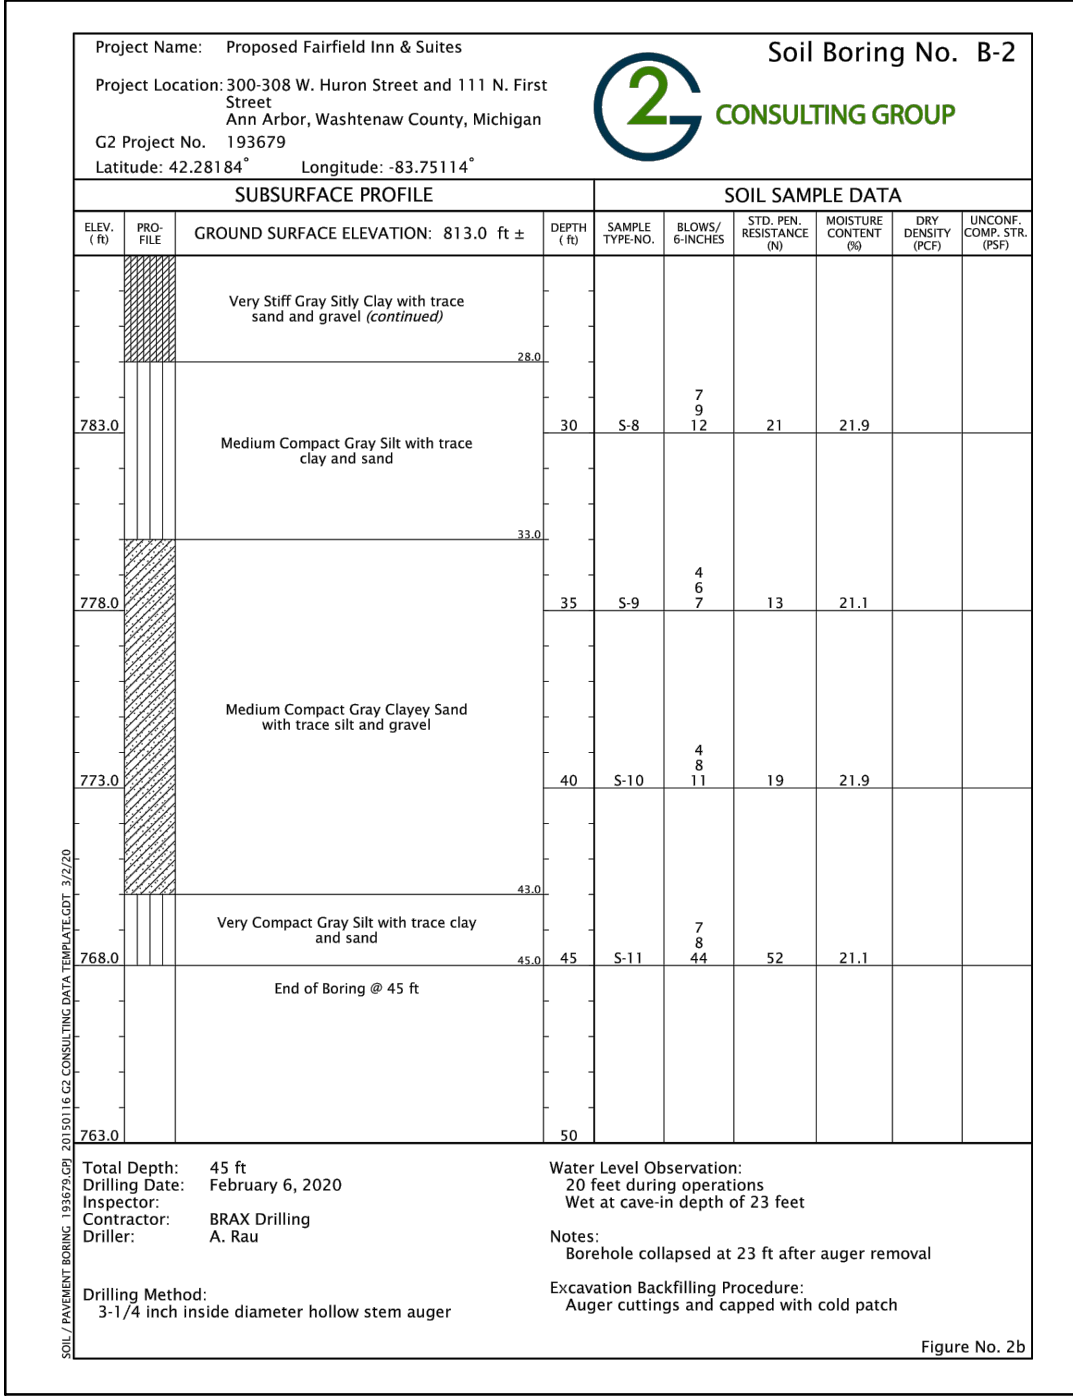 Project Name: Proposed Fairfield Inn & Suites
Project Location: 300-308 W. Huron Street and 111 N. First
Street
Ann Arbor, Washtenaw County, Michigan
G2 Project No. 193679
Latitude: 42.28184° Longitude: -83.75114°
G2 CONSULTING GROUP
Soil Boring No. B-2
SUBSURFACE PROFILE
SOIL SAMPLE DATA
ELEV.
( ft)
PRO-
FILE
GROUND SURFACE ELEVATION: 813.0 ft ±
DEPTH
( ft)
SAMPLE
TYPE-NO.
BLOWS/
6-INCHES
STD. PEN.
RESISTANCE
(N)
MOISTURE
CONTENT
(%)
DRY
DENSITY
(PCF)
UNCONF.
COMP. STR.
(PSF)
Very Stiff Gray Sitly Clay with trace
sand and gravel (continued)
28.0
7
9
783.0 30 S-8 12 21 21.9
Medium Compact Gray Silt with trace
clay and sand
33.0
4
6
778.0 35 S-9 7 13 21.1
Medium Compact Gray Clayey Sand
with trace silt and gravel
4
8
773.0 40 S-10 11 19 21.9
43.0
Very Compact Gray Silt with trace clay
and sand
7
8
768.0 45.0 45 S-11 44 52 21.1
End of Boring @ 45 ft
763.0 50
Total Depth: 45 ft
Drilling Date: February 6, 2020
Inspector:
Contractor: BRAX Drilling
Driller: A. Rau
Drilling Method:
3-1/4 inch inside diameter hollow stem auger
Water Level Observation:
20 feet during operations
Wet at cave-in depth of 23 feet
Notes:
Borehole collapsed at 23 ft after auger removal
Excavation Backfilling Procedure:
Auger cuttings and capped with cold patch
Figure No. 2b
SOIL / PAVEMENT BORING 193679.GPJ 20150116 G2 CONSULTING DATA TEMPLATE.GDT 3/2/20